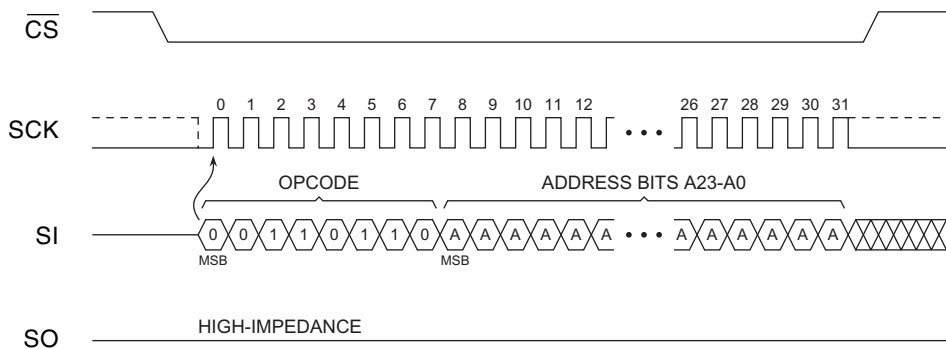 CS
0 1 2 3 4 5 6 7 8 9 10 11 12 26 27 28 29 30 31
SCK
OPCODE ADDRESS BITS A23-A0
SI 0 0 1 1 0 1 1 0 A A A A A A A A A A A A
MSB MSB
HIGH-IMPEDANCE
SO